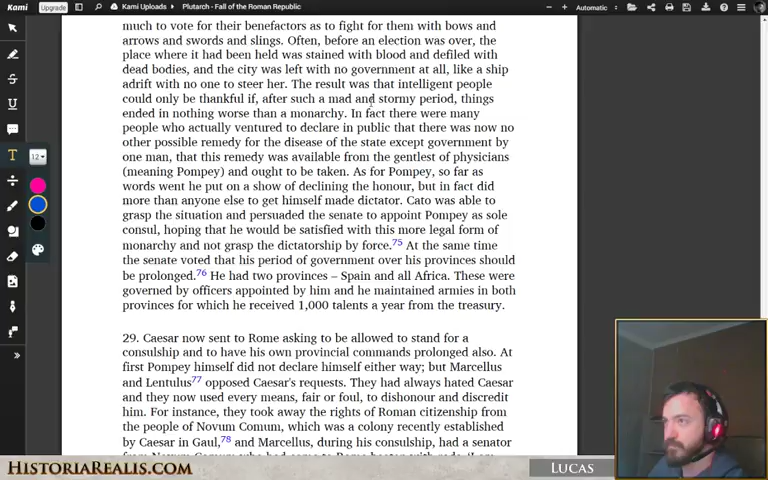 Kami
Upgrade
Kami Uploads / Plutarch - Fall of the Roman Republic
Automatic
much to vote for their benefactors as to fight for them with bows and
arrows and swords and slings. Often, before an election was over, the
place where it had been held was stained with blood and defiled with
dead bodies, and the city was left with no government at all, like a ship
adrift with no one to steer her. The result was that intelligent people
could only be thankful if, after such a mad and stormy period, things
ended in nothing worse than a monarchy. In fact there were many
people who actually ventured to declare in public that there was now no
other possible remedy for the disease of the state except government by
one man, that this remedy was available from the gentlest of physicians
(meaning Pompey) and ought to be taken. As for Pompey, so far as
words went he put on a show of declining the honour, but in fact did
more than anyone else to get himself made dictator. Cato was able to
grasp the situation and persuaded the senate to appoint Pompey as sole
consul, hoping that he would be satisfied with this more legal form of
monarchy and not grasp the dictatorship by force.75 At the same time
the senate voted that his period of government over his provinces should
be prolonged.76 He had two provinces – Spain and all Africa. These were
governed by officers appointed by him and he maintained armies in both
provinces for which he received 1,000 talents a year from the treasury.
29. Caesar now sent to Rome asking to be allowed to stand for a
consulship and to have his own provincial commands prolonged also. At
first Pompey himself did not declare himself either way; but Marcellus
and Lentulus77 opposed Caesar's requests. They had always hated Caesar
and they now used every means, fair or foul, to dishonour and discredit
him. For instance, they took away the rights of Roman citizenship from
the people of Novum Comum, which was a colony recently established
by Caesar in Gaul,78 and Marcellus, during his consulship, had a senator
12
HISTORIAREALIS.COM
LUCAS